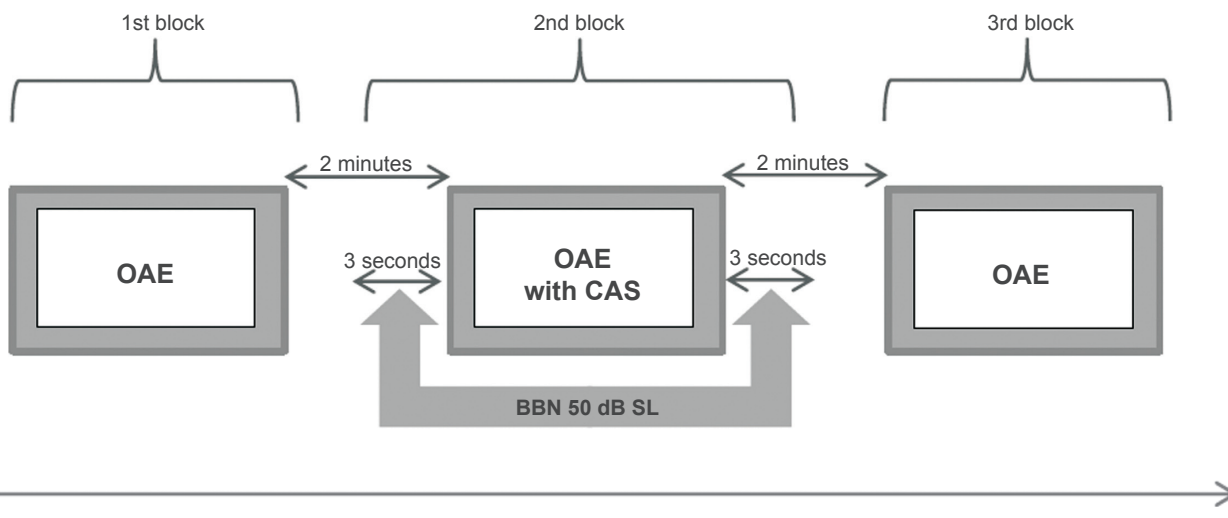 1st block
2nd block
3rd block
2 minutes
2 minutes
OAE
3 seconds
OAE
with CAS
3 seconds
OAE
BBN 50 dB SL